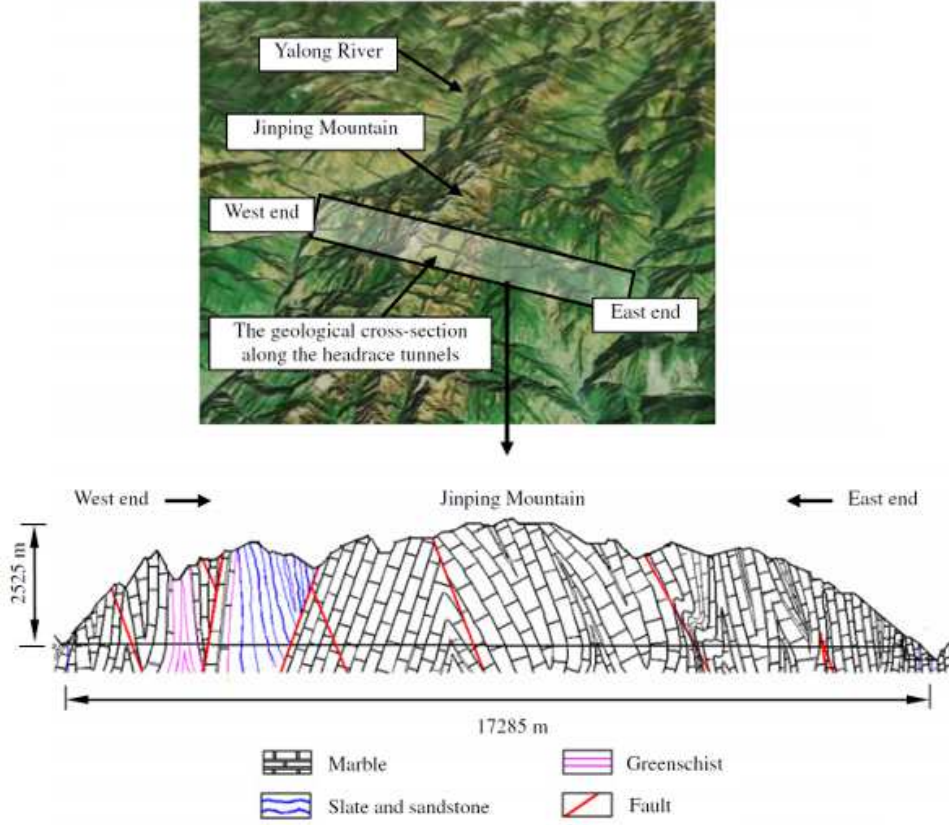 Yalong River
Jinping Mountain
West end
East end
The geological cross-section
along the headrace tunnels
West end
Jinping Mountain
East end
2525 m
17285 m
Marble
Greenschist
Slate and sandstone
Fault